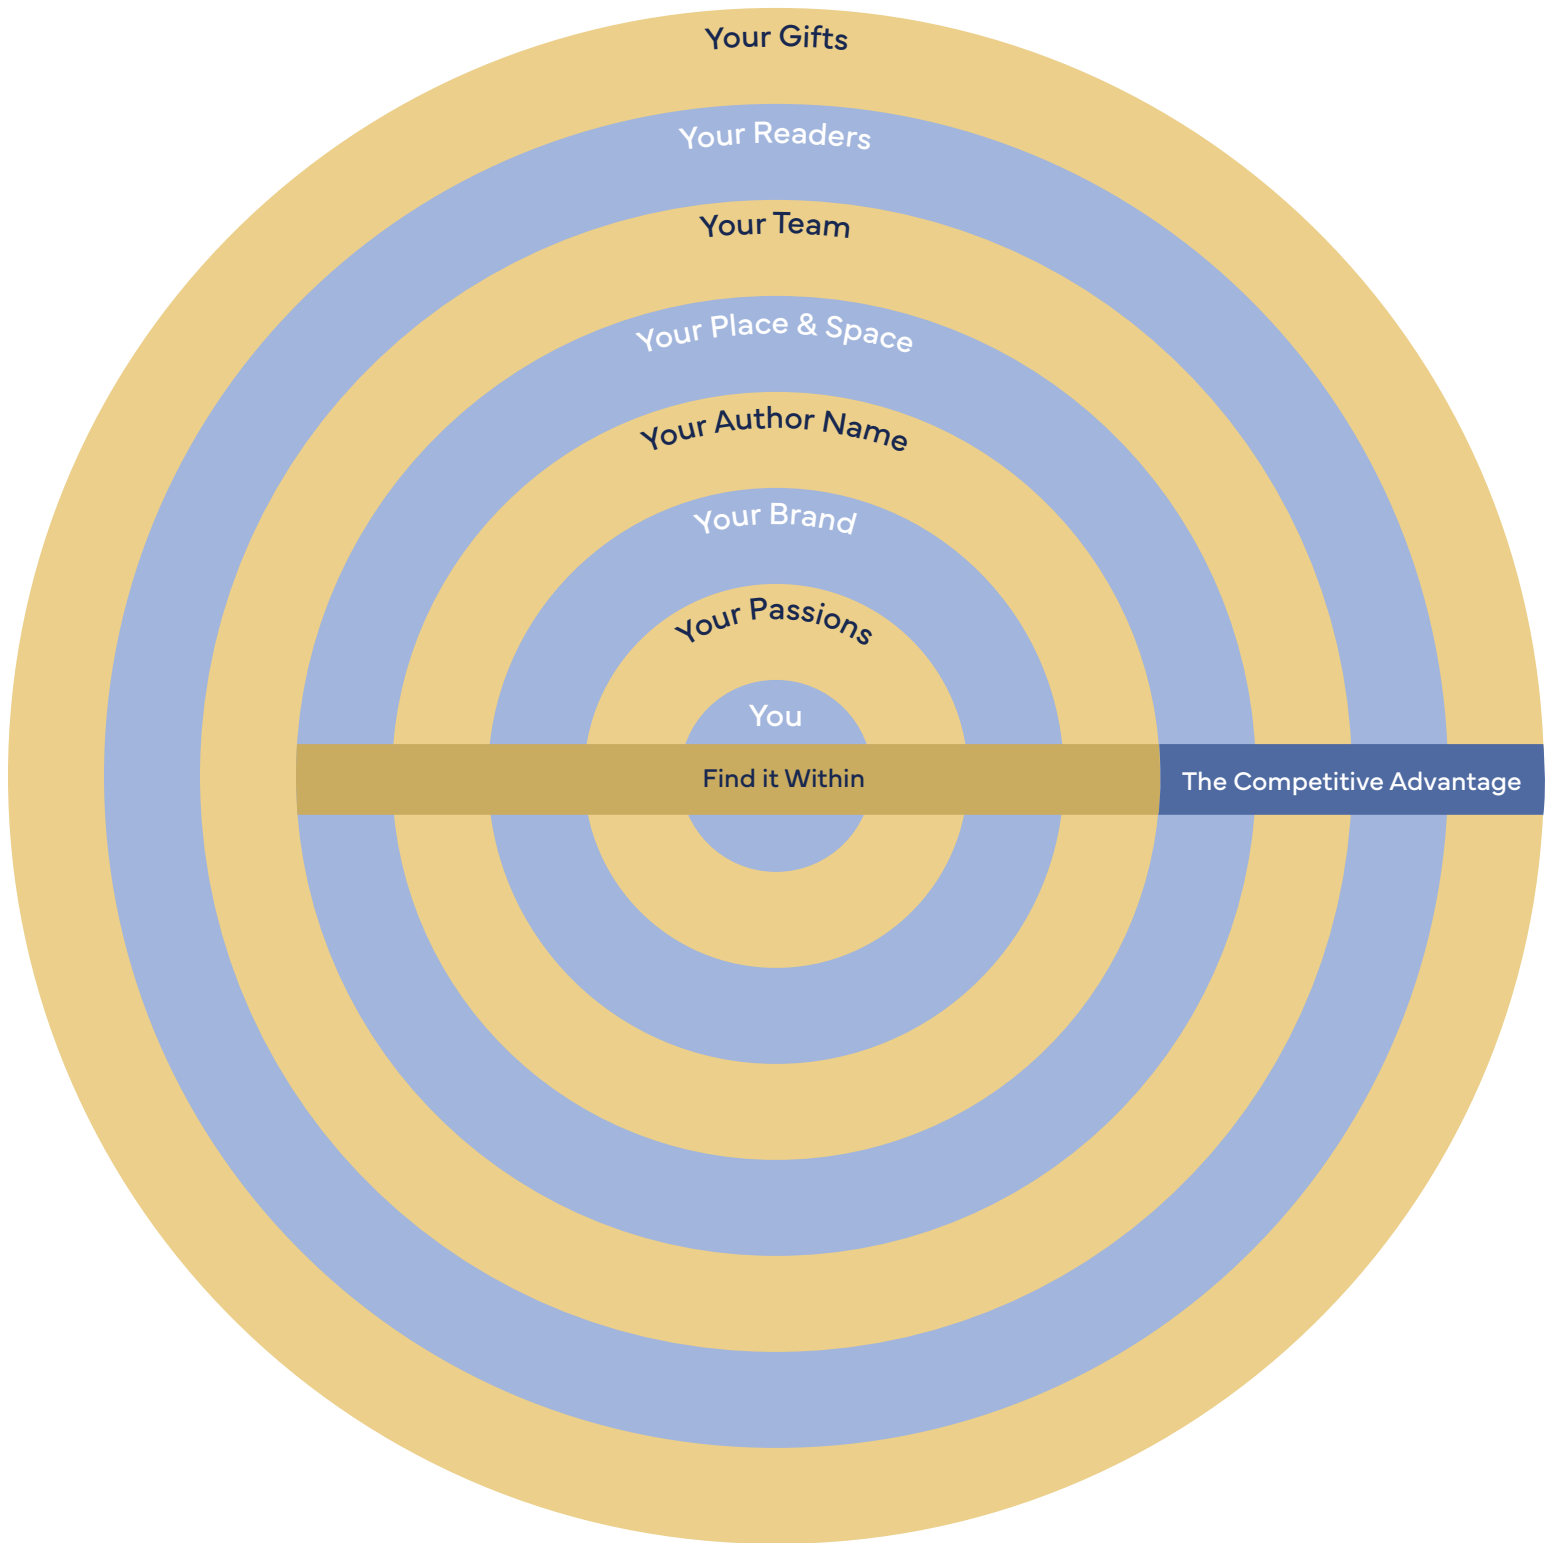 Your Gifts
Your Readers
Your Team
Your Place & Space
Your Author Name
Your Brand
Your Passions
You
Find it Within
The Competitive Advantage